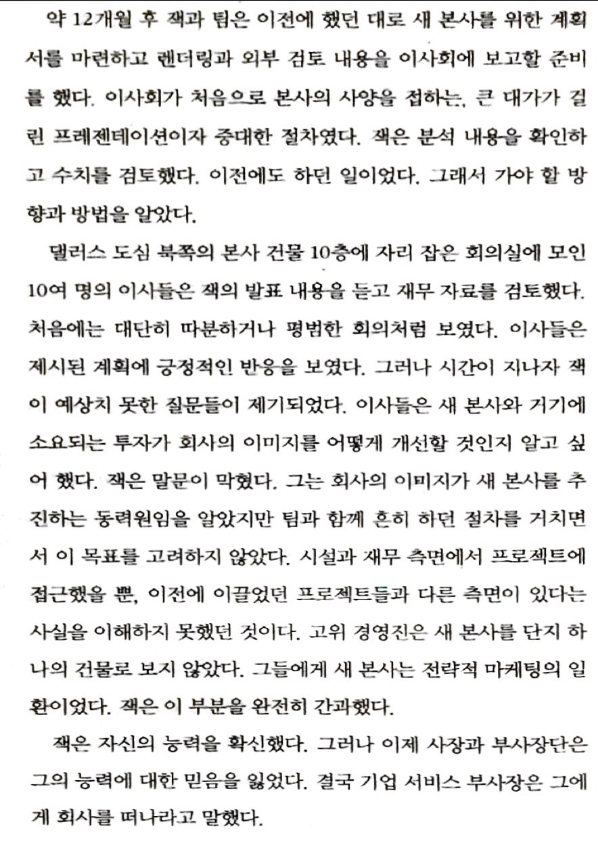 약 12개월 후 잭과 팀은 이전에 했던 대로 새 본사를 위한 계획
서를 마련하고 렌더링과 외부 검토 내용을 이사회에 보고할 준비
를 했다. 이사회가 처음으로 본사의 사양을 접하는, 큰 대가가 걸
린 프레젠테이션이자 중대한 절차였다. 잭은 분석 내용을 확인하
고 수치를 검토했다. 이전에도 하던 일이었다. 그래서 가야 할 방
향과 방법을 알았다.
댈러스 도심 북쪽의 본사 건물 10층에 자리 잡은 회의실에 모인
10여 명의 이사들은 잭의 발표 내용을 듣고 재무 자료를 검토했다.
처음에는 대단히 따분하거나 평범한 회의처럼 보였다. 이사들은
제시된 계획에 긍정적인 반응을 보였다. 그러나 시간이 지나자 잭
이 예상치 못한 질문들이 제기되었다. 이사들은 새 본사와 거기에
소요되는 투자가 회사의 이미지를 어떻게 개선할 것인지 알고 싶
어 했다. 잭은 말문이 막혔다. 그는 회사의 이미지가 새 본사를 추
진하는 동력원임을 알았지만 팀과 함께 흔히 하던 절차를 거치면
서 이 목표를 고려하지 않았다. 시설과 재무 측면에서 프로젝트에
접근했을 뿐, 이전에 이끌었던 프로젝트들과 다른 측면이 있다는
사실을 이해하지 못했던 것이다. 고위 경영진은 새 본사를 단지 하
나의 건물로 보지 않았다. 그들에게 새 본사는 전략적 마케팅의 일
환이었다. 잭은 이 부분을 완전히 간과했다.
잭은 자신의 능력을 확신했다. 그러나 이제 사장과 부사장단은
그의 능력에 대한 믿음을 잃었다. 결국 기업 서비스 부사장은 그에
게 회사를 떠나라고 말했다.